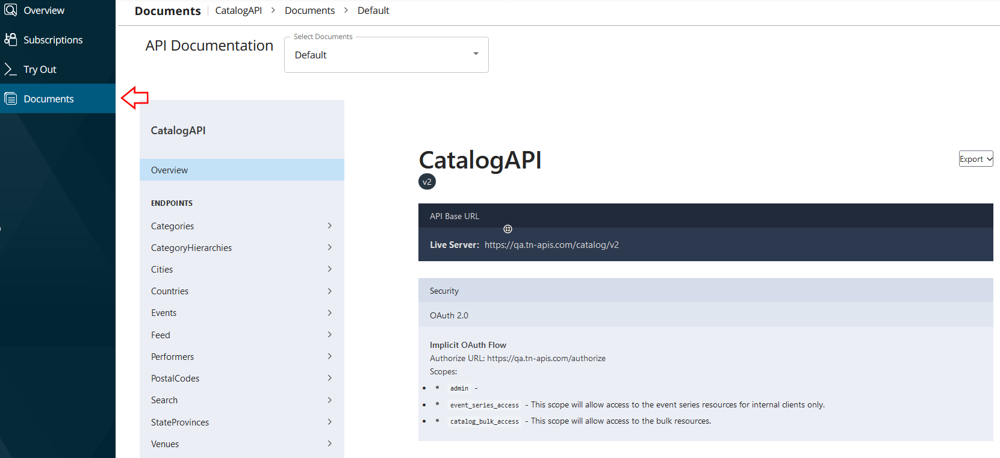 Overview
Subscriptions
Try Out
Documents
Documents CatalogAPI > Documents > Default
API Documentation
Select Documents
Default
CatalogAPI
Overview
ENDPOINTS
Categories
CategoryHierarchies
Cities
Countries
Events
Feed
Performers
PostalCodes
Search
StateProvinces
Venues
CatalogAPI
v2
Export
API Base URL
Live Server: https://qa.tn-apis.com/catalog/v2
Security
OAuth 2.0
Implicit OAuth Flow
Authorize URL: https://qa.tn-apis.com/authorize
Scopes:
admin -
event_series_access - This scope will allow access to the event series resources for internal clients only.
catalog_bulk_access - This scope will allow access to the bulk resources.